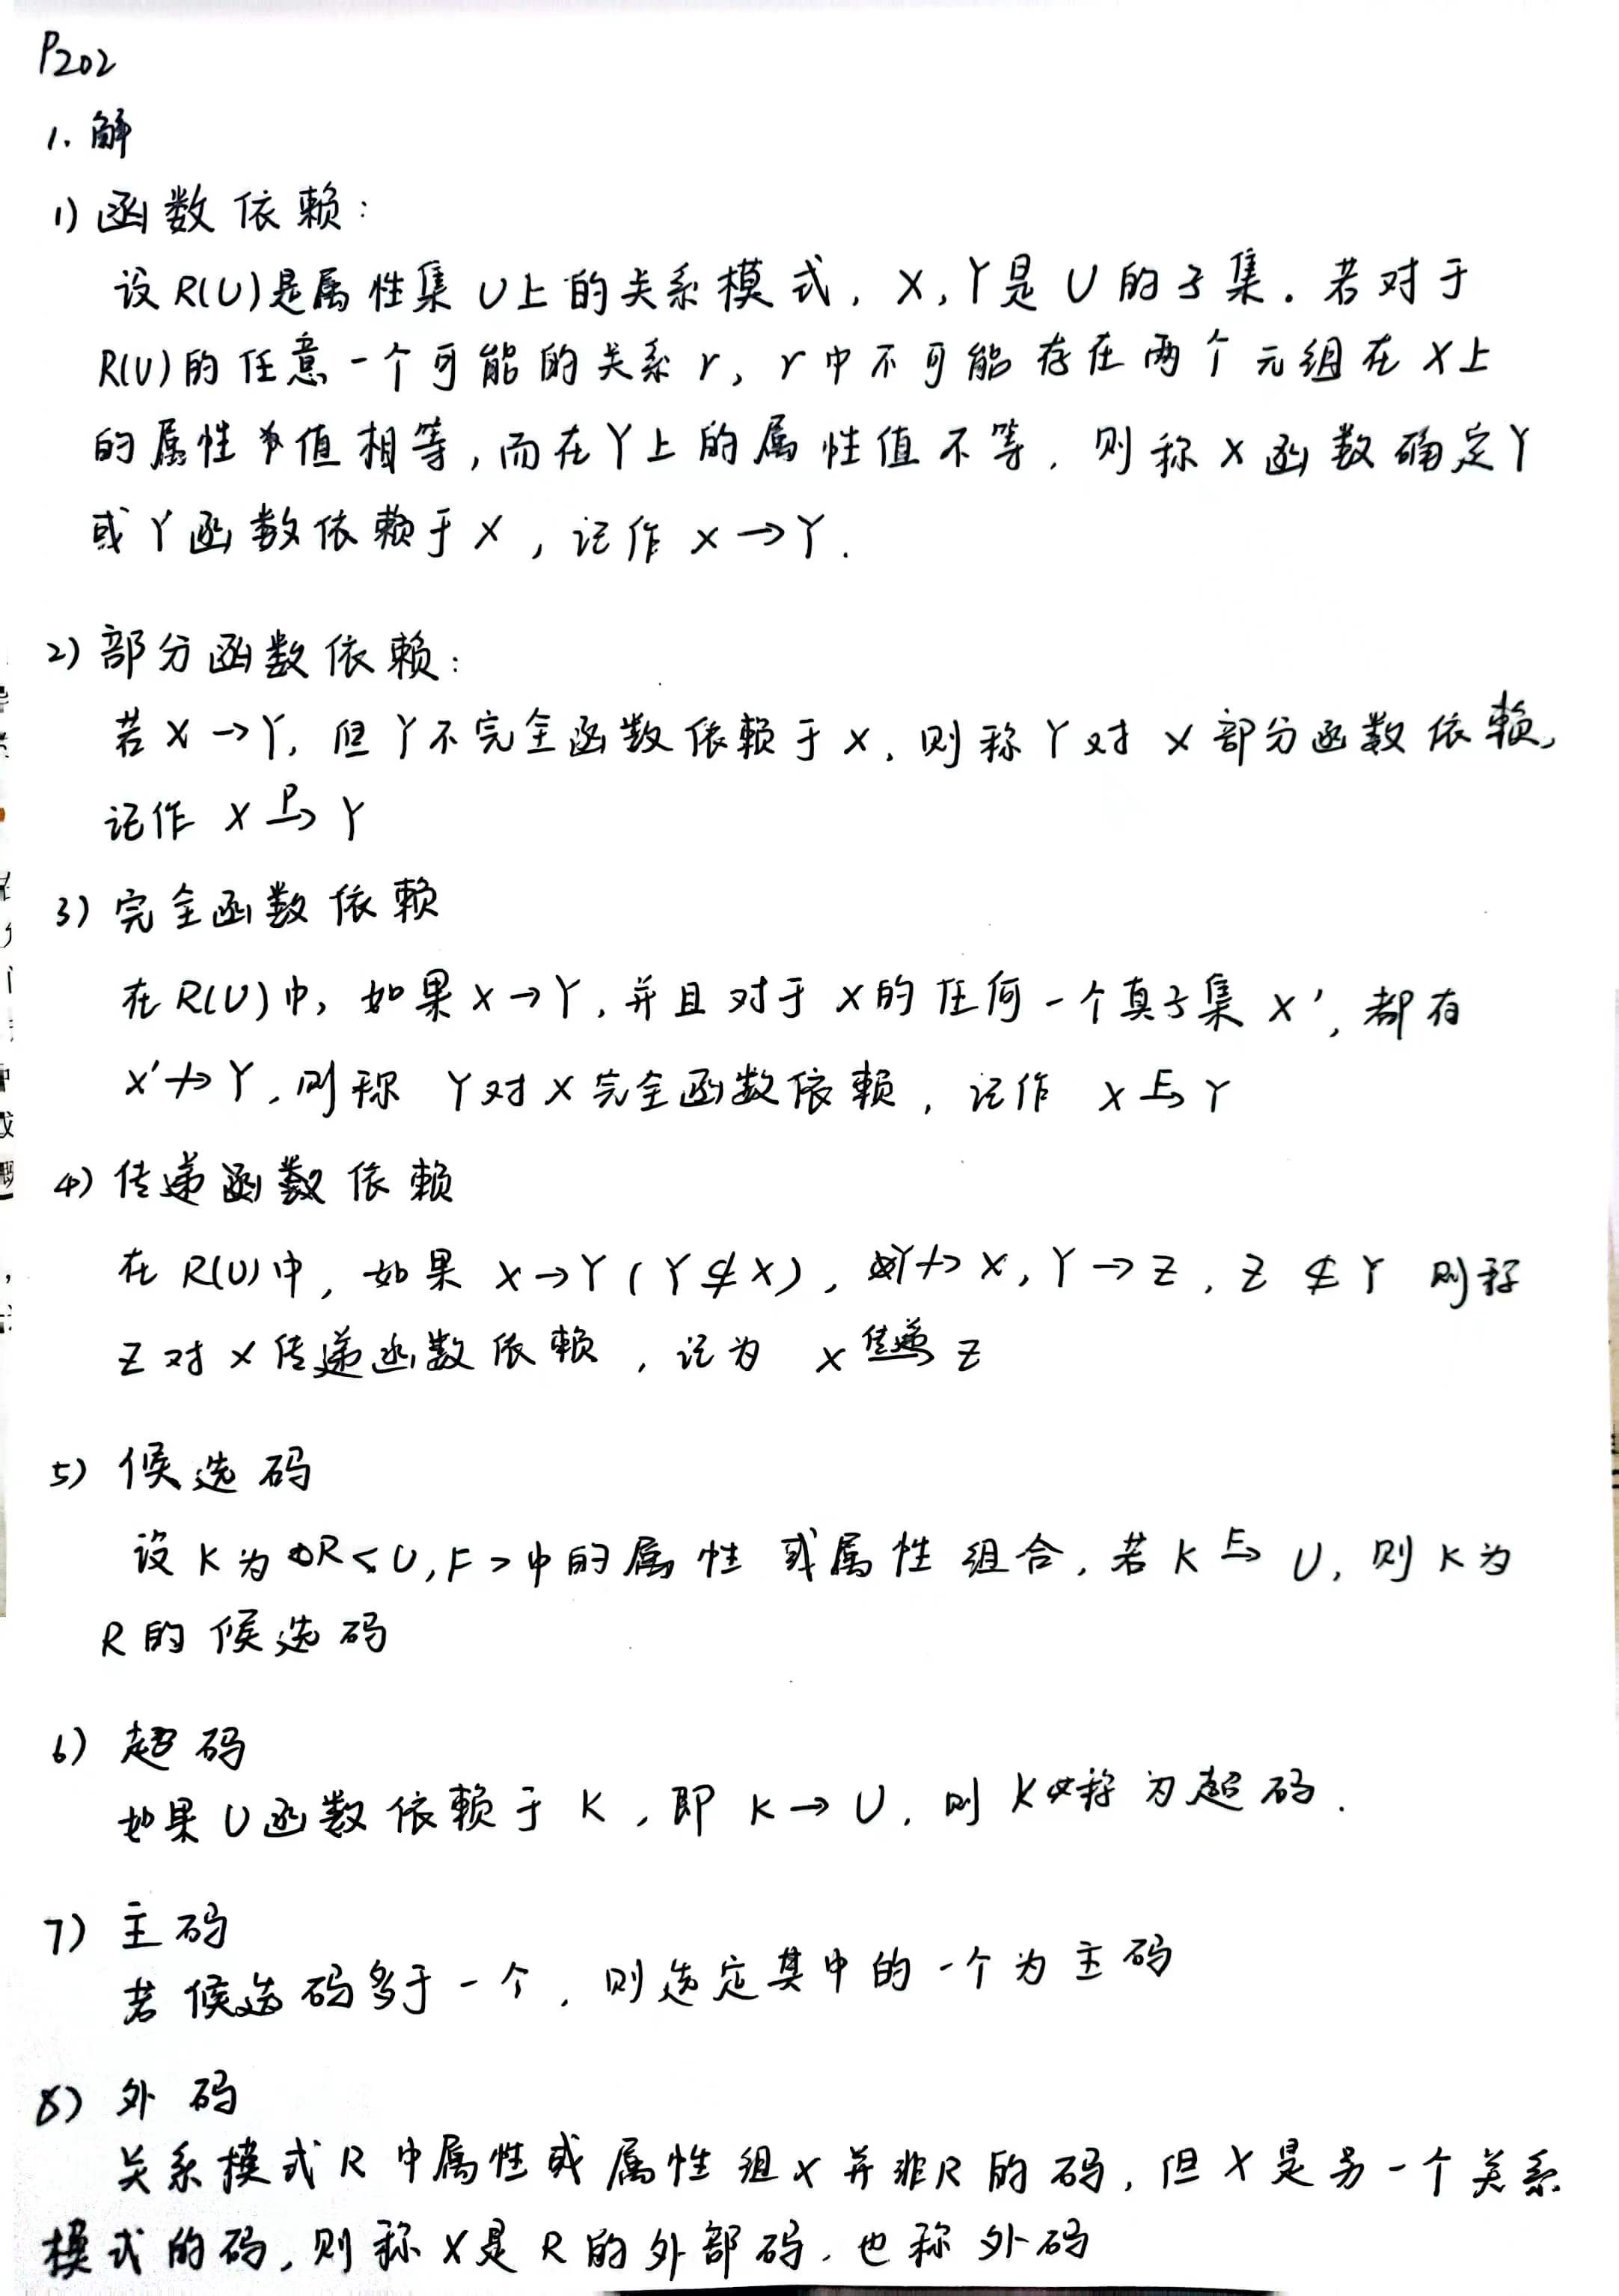 P202
1. 解
1) 函数依赖:
设R(U)是属性集U上的关系模式, X, Y是U的子集. 若对于
R(U)的任意一个可能的关系r, r中不可能存在两个元组在X上
的属性值相等, 而在Y上的属性值不等, 则称X函数确定Y
或Y函数依赖于X, 记作 X→Y.
2) 部分函数依赖:
若X→Y, 但Y不完全函数依赖于X, 则称Y对X部分函数依赖,
记作 X P→ Y
3) 完全函数依赖
在R(U)中, 如果X→Y, 并且对于X的任何一个真子集X', 都有
X'↛Y, 则称Y对X完全函数依赖, 记作 X F→ Y
4) 传递函数依赖
在R(U)中, 如果 X→Y(Y⊄X), Y↛X, Y→Z, Z⊄Y 则称
Z对X传递函数依赖, 记为 X 传递→ Z
5) 候选码
设K为R<U,F>中的属性或属性组合, 若K F→ U, 则K为
R的候选码
6) 超码
如果U函数依赖于K, 即K→U, 则K称为超码.
7) 主码
若候选码多于一个, 则选定其中的一个为主码
8) 外码
关系模式R中属性或属性组X并非R的码, 但X是另一个关系
模式的码, 则称X是R的外部码, 也称外码